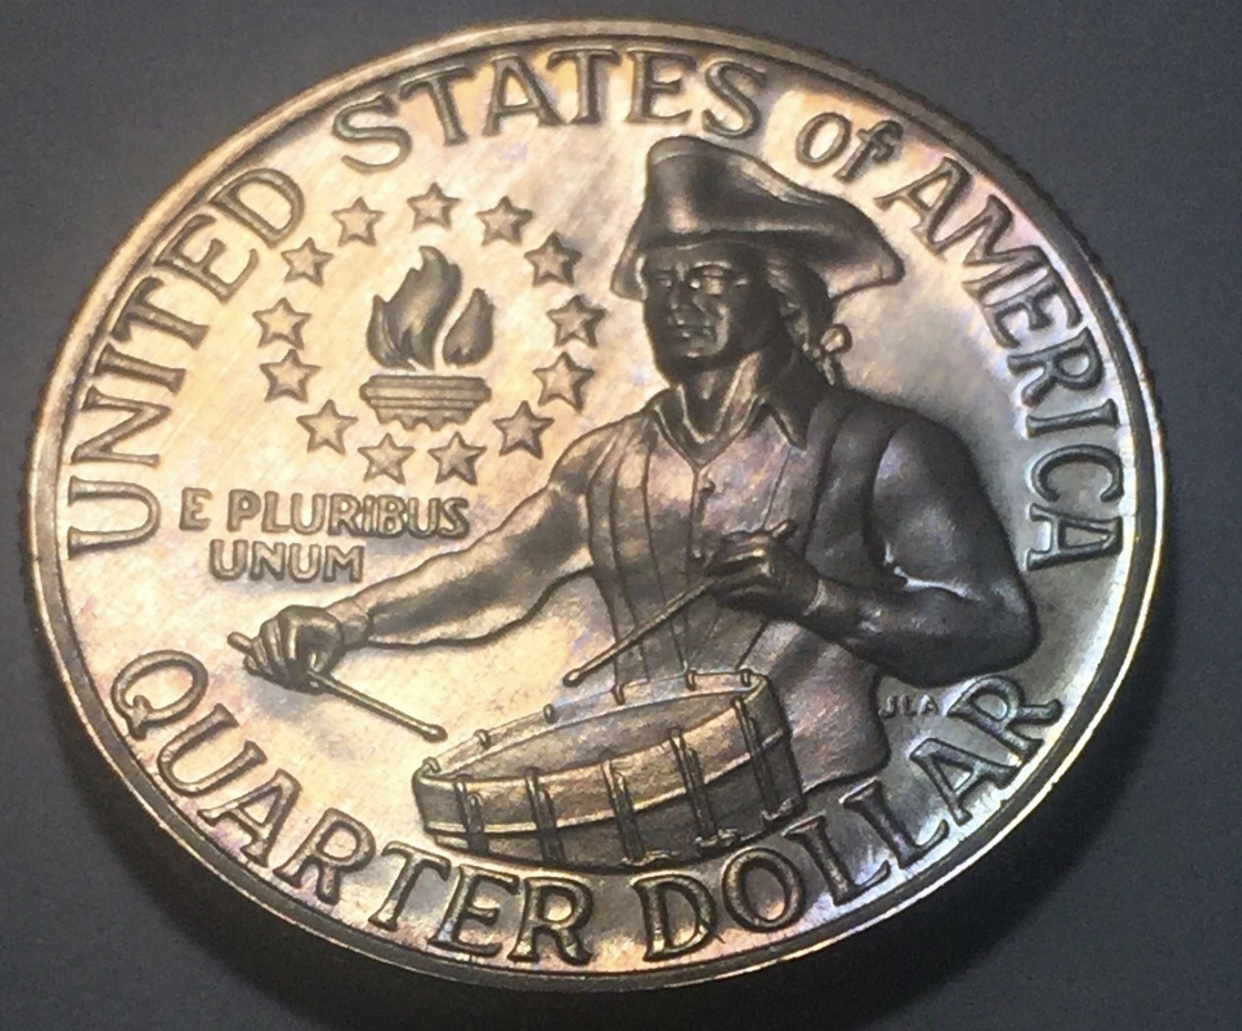 UNITED STATES of AMERICA
E PLURIBUS
UNUM
JLA
QUARTER DOLLAR